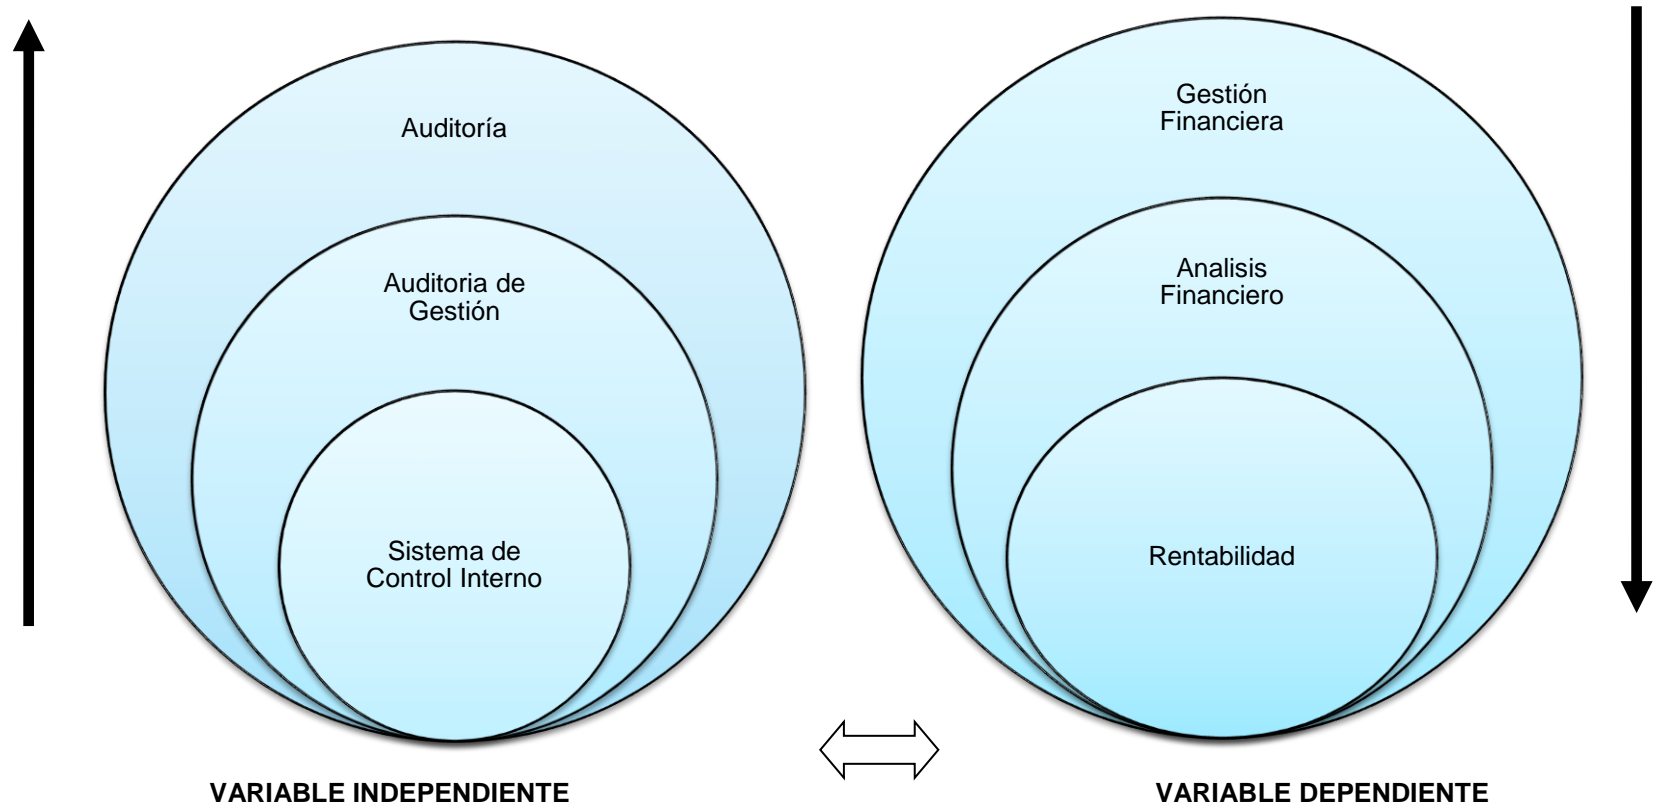 Auditoría
Auditoria de
Gestión
Sistema de
Control Interno
VARIABLE INDEPENDIENTE
Gestión
Financiera
Analisis
Financiero
Rentabilidad
VARIABLE DEPENDIENTE